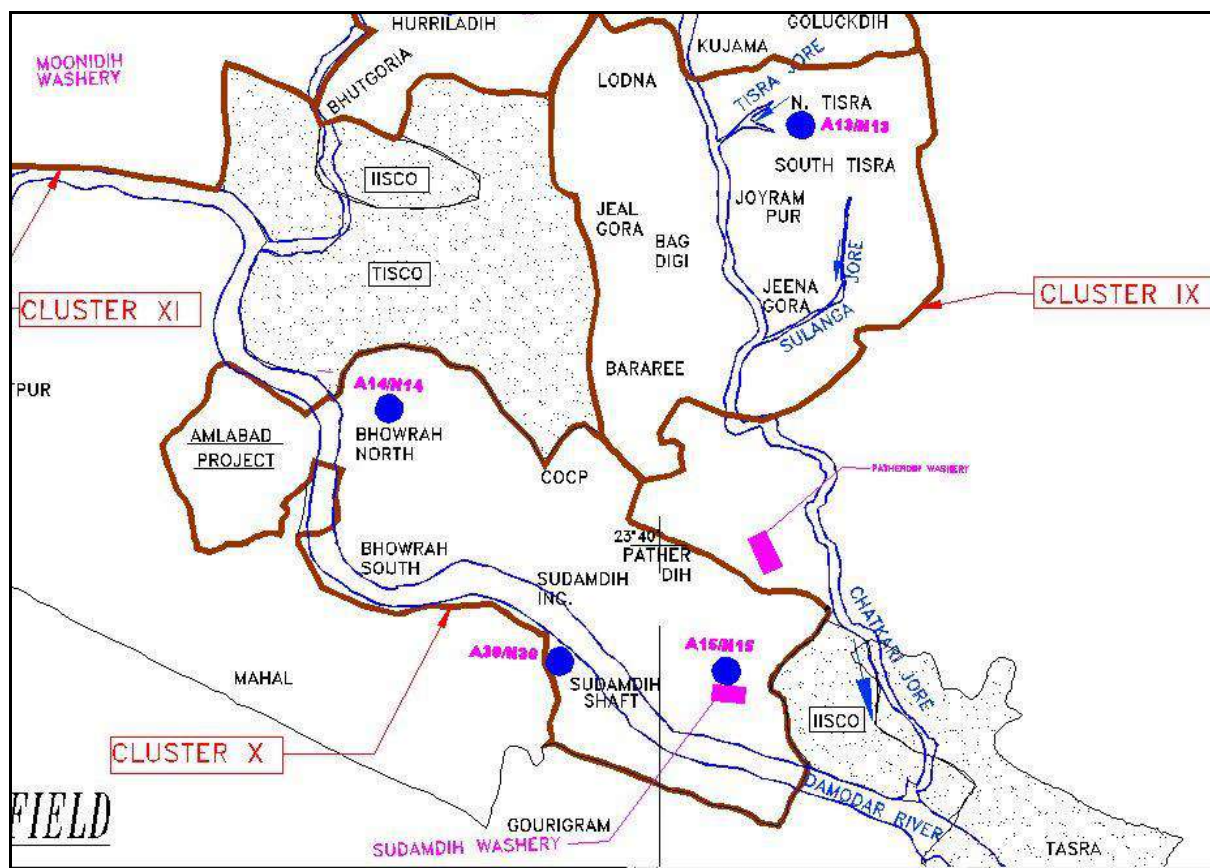 HURRILADIH
GOLUCKDIH
KUJAMA
MOONIDIH
WASHERY
BHUTGORIA
LODNA
TISRA JORE
N. TISRA
A13/N13
SOUTH TISRA
IISCO
JOYRAM
PUR
JEAL
GORA
BAG
DIGI
TISCO
JORE
JEENA
GORA
SULANGA
CLUSTER IX
CLUSTER XI
BARAREE
TPUR
A14/N14
BHOWRAH
NORTH
AMLABAD
PROJECT
COCP
PATHERDIH WASHERY
23°40'
PATHER
DIH
BHOWRAH
SOUTH
SUDAMDIH
INC.
CHATKARI JORE
A15/N15
A30/N30
MAHAL
SUDAMDIH
SHAFT
IISCO
CLUSTER X
DAMODAR RIVER
FIELD
GOURIGRAM
SUDAMDIH WASHERY
TASRA